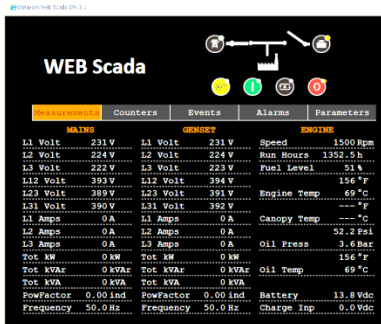 WEB Scada
Measurements Counters Events Alarms Parameters
MAINS GENSET ENGINE
L1 Volt 231 V L1 Volt 231 V Speed 1500 Rpm
L2 Volt 224 V L2 Volt 224 V Run Hours 1352.5 h
L3 Volt 222 V L3 Volt 223 V Fuel Level 51 %
L12 Volt 393 V L12 Volt 394 V 156 °F
L23 Volt 389 V L23 Volt 391 V Engine Temp 69 °C
L31 Volt 390 V L31 Volt 392 V --- °F
L1 Amps 0 A L1 Amps 0 A Canopy Temp --- °C
L2 Amps 0 A L2 Amps 0 A 52.2 Psi
L3 Amps 0 A L3 Amps 0 A Oil Press 3.6 Bar
Tot kW 0 kW Tot kW 0 kW 156 °F
Tot kVAr 0 kVAr Tot kVAr 0 kVAr Oil Temp 69 °C
Tot kVA 0 kVA Tot kVA 0 kVA
PowFactor 0.00 ind PowFactor 0.00 ind Battery 13.8 Vdc
Frequency 50.0 Hz Frequency 50.0 Hz Charge Inp 0.0 Vdc